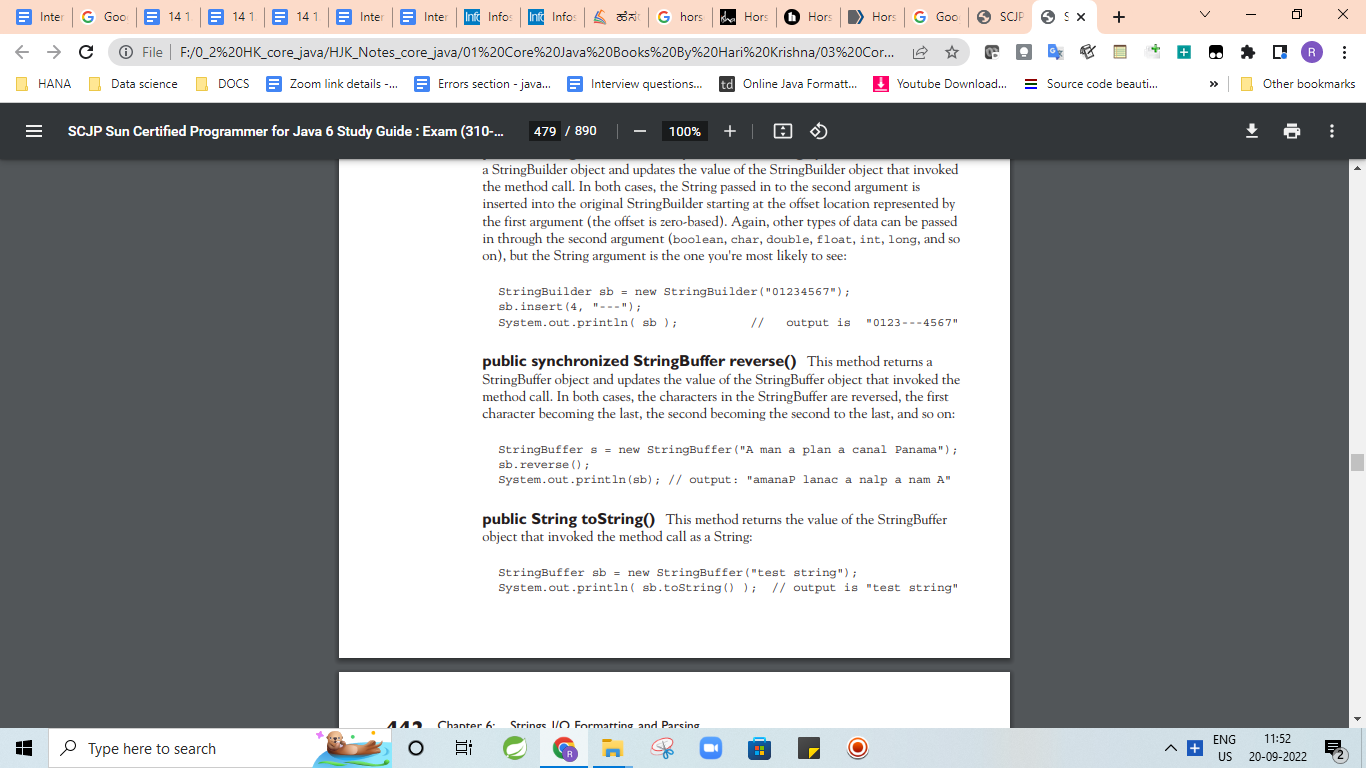 Inter
Goo
14 1
14 1
14 1
Inter
Inter
Info
Info
ಹೆಸ
hors
Hors
Hors
Hors
Goo
SCJP
S
File | F:/0_2%20HK_core_java/HJK_Notes_core_java/01%20Core%20Java%20Books%20By%20Hari%20Krishna/03%20Cor...
R
HANA
Data science
DOCS
Zoom link details -...
Errors section - java...
Interview questions...
td Online Java Formatt...
Youtube Download...
Source code beauti...
»
Other bookmarks
SCJP Sun Certified Programmer for Java 6 Study Guide : Exam (310-...
479 / 890
100%
a StringBuilder object and updates the value of the StringBuilder object that invoked
the method call. In both cases, the String passed in to the second argument is
inserted into the original StringBuilder starting at the offset location represented by
the first argument (the offset is zero-based). Again, other types of data can be passed
in through the second argument (boolean, char, double, float, int, long, and so
on), but the String argument is the one you're most likely to see:
StringBuilder sb = new StringBuilder("01234567");
sb.insert(4, "---");
System.out.println( sb ); // output is "0123---4567"
public synchronized StringBuffer reverse() This method returns a
StringBuffer object and updates the value of the StringBuffer object that invoked the
method call. In both cases, the characters in the StringBuffer are reversed, the first
character becoming the last, the second becoming the second to the last, and so on:
StringBuffer s = new StringBuffer("A man a plan a canal Panama");
sb.reverse();
System.out.println(sb); // output: "amanaP lanac a nalp a nam A"
public String toString() This method returns the value of the StringBuffer
object that invoked the method call as a String:
StringBuffer sb = new StringBuffer("test string");
System.out.println( sb.toString() ); // output is "test string"
442 Chapter 6: Strings, I/O, Formatting, and Parsing
Type here to search
R
ENG
US
11:52
20-09-2022
2